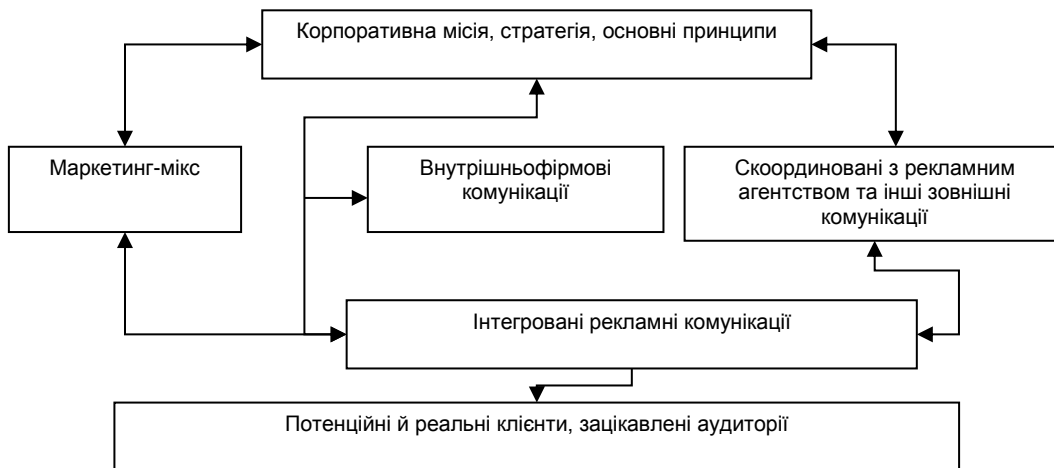 Корпоративна місія, стратегія, основні принципи
Маркетинг-мікс
Внутрішньофірмові
комунікації
Скоординовані з рекламним
агентством та інші зовнішні
комунікації
Інтегровані рекламні комунікації
Потенційні й реальні клієнти, зацікавлені аудиторії